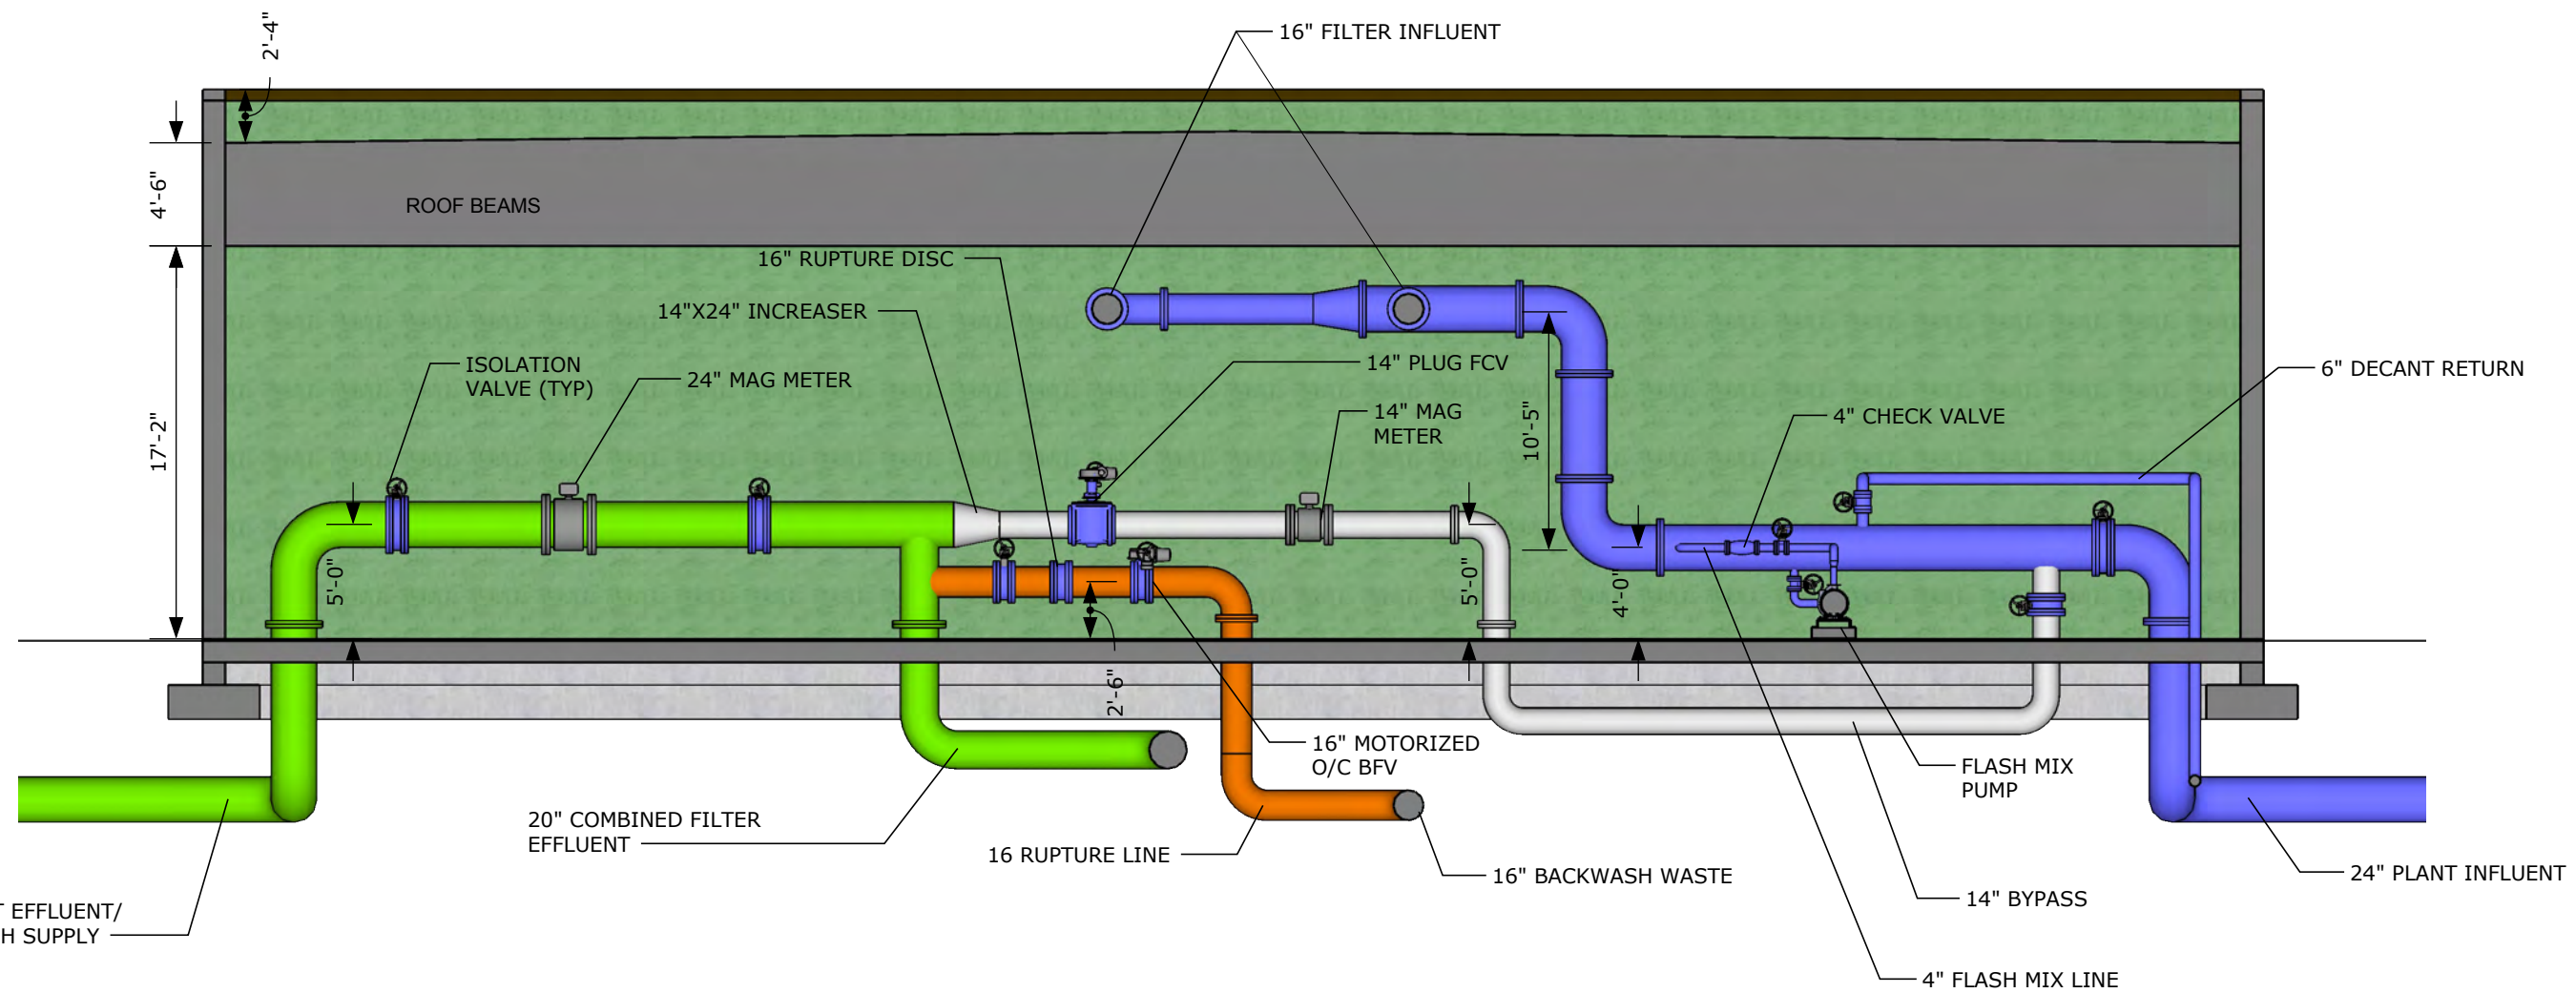 2'-4"
16" FILTER INFLUENT
4'-6"
ROOF BEAMS
16" RUPTURE DISC
14"X24" INCREASER
ISOLATION
VALVE (TYP)
24" MAG METER
14" PLUG FCV
14" MAG
METER
6" DECANT RETURN
4" CHECK VALVE
17'-2"
10'-5"
5'-0"
5'-0"
4'-0"
2'-6"
16" MOTORIZED
O/C BFV
FLASH MIX
PUMP
20" COMBINED FILTER
EFFLUENT
16 RUPTURE LINE
16" BACKWASH WASTE
24" PLANT INFLUENT
14" BYPASS
T EFFLUENT/
H SUPPLY
4" FLASH MIX LINE